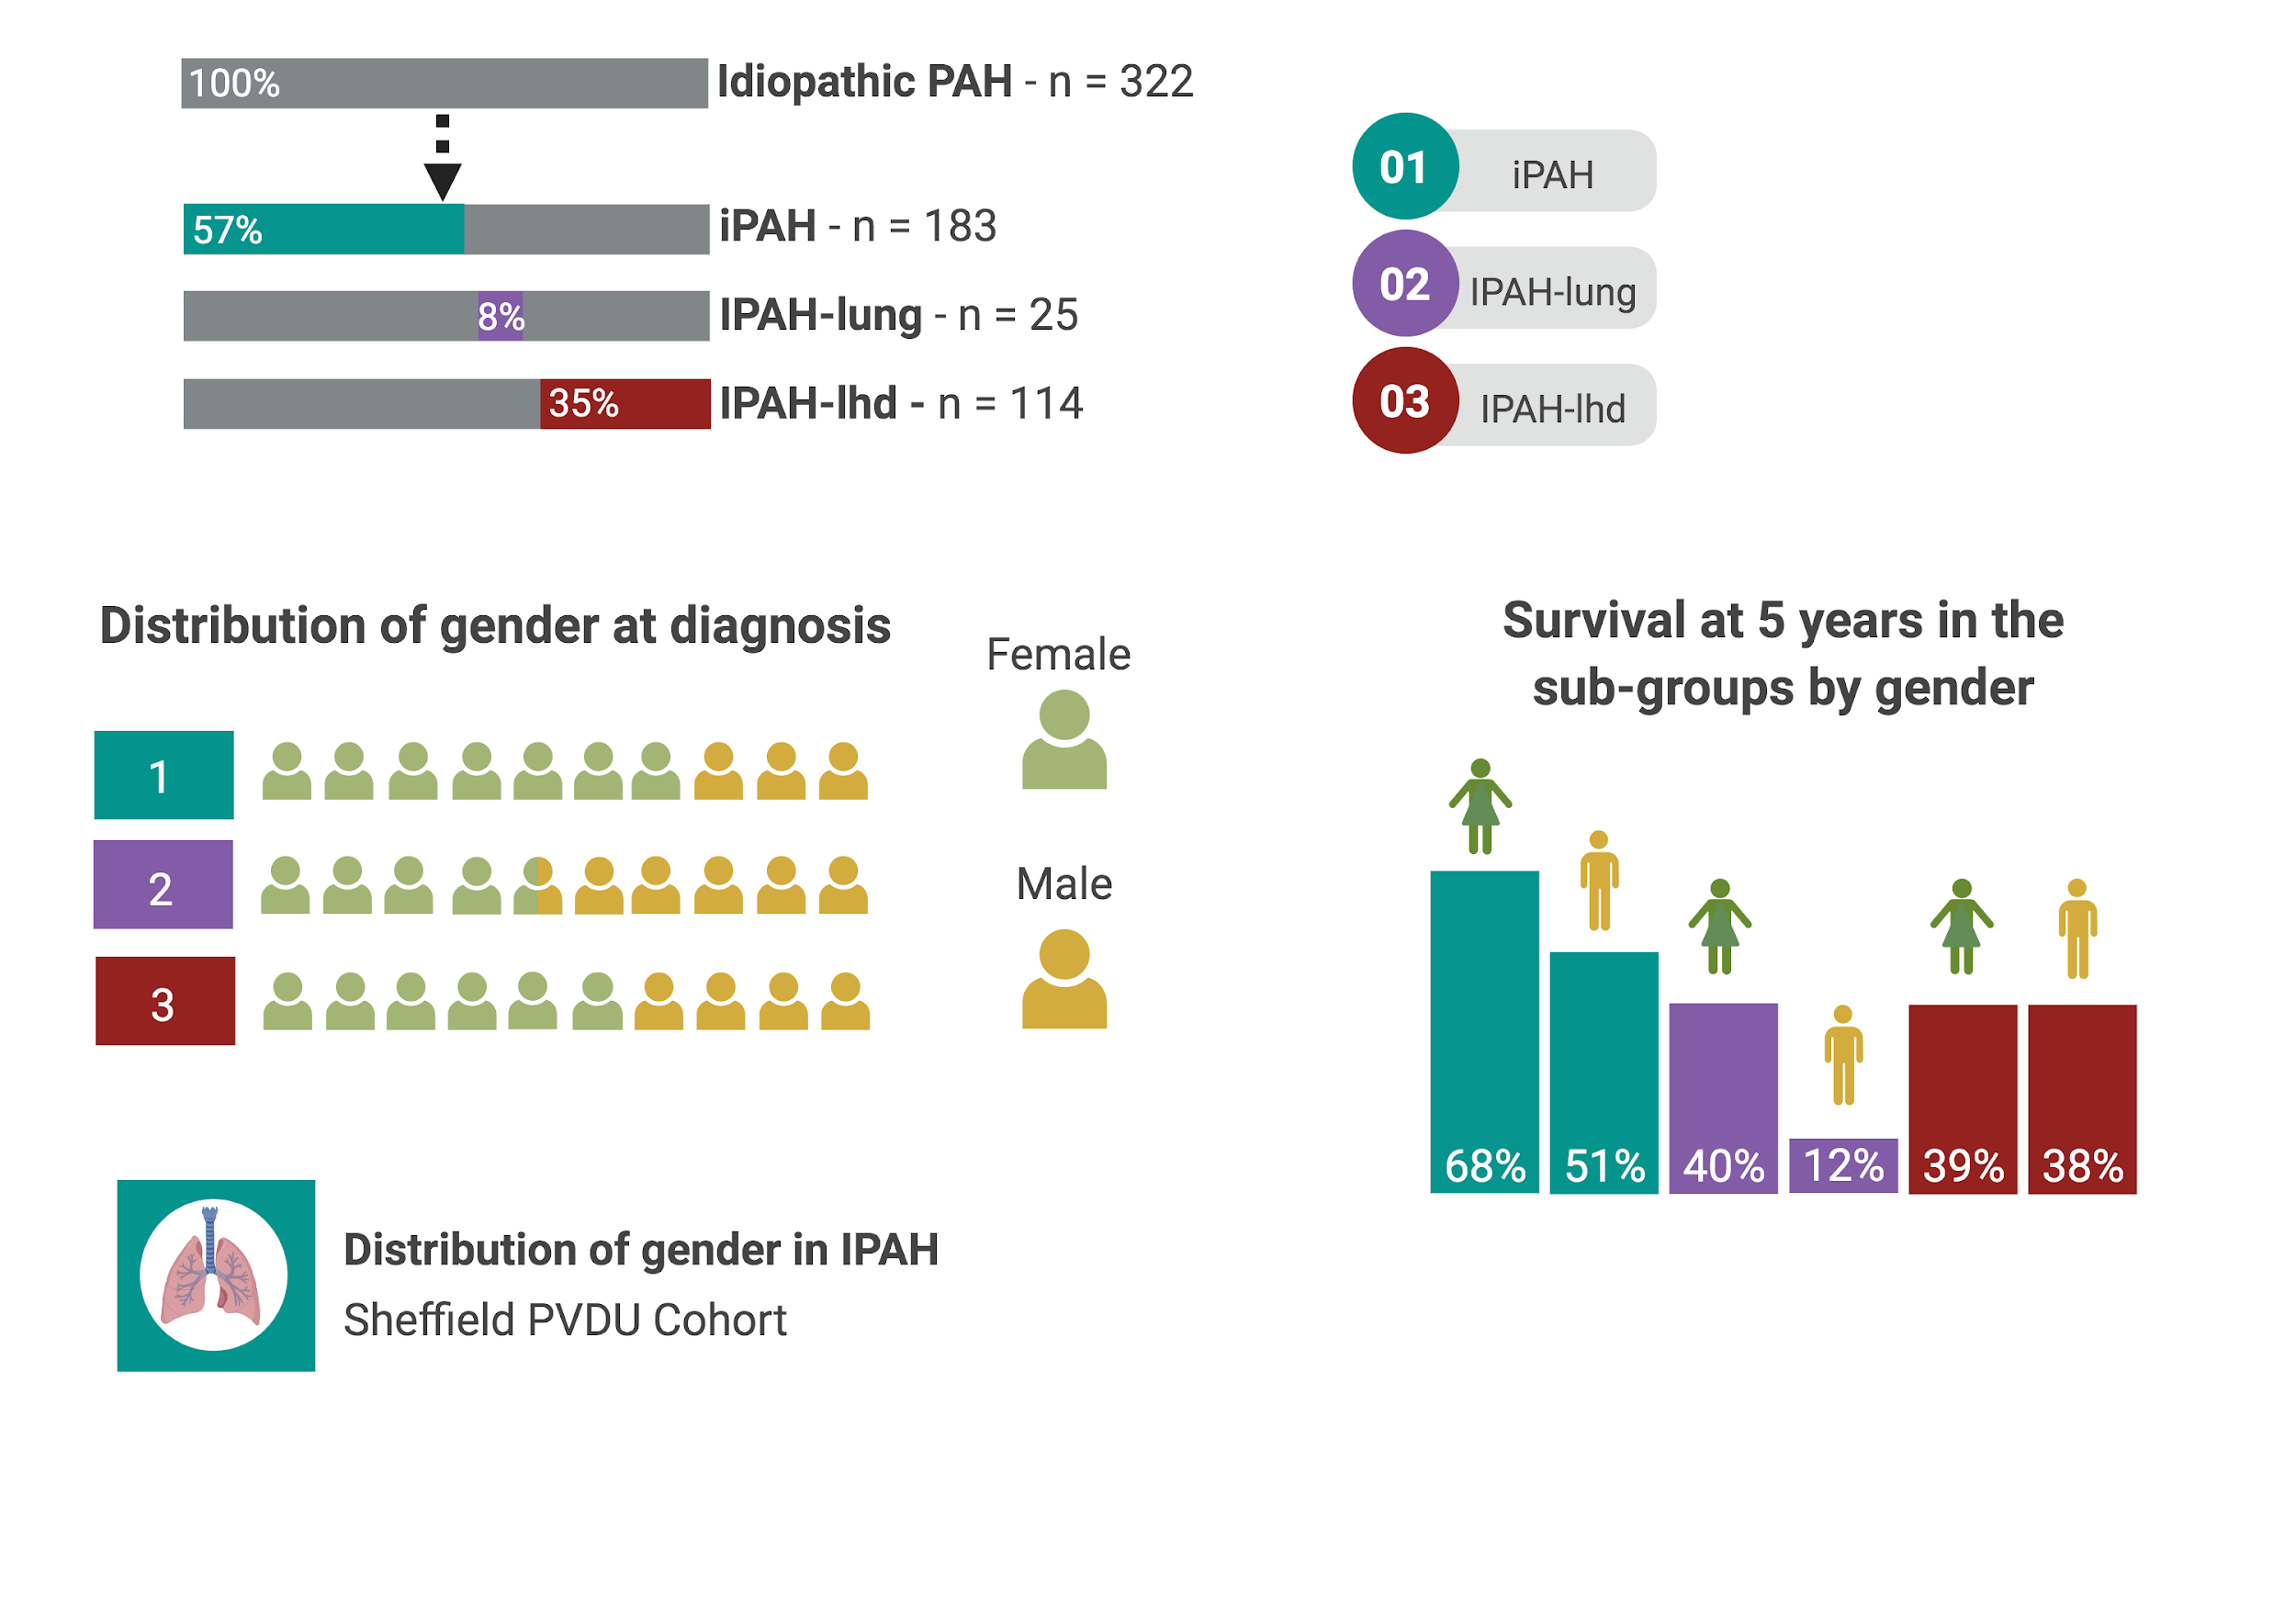 100% Idiopathic PAH - n = 322
57% iPAH - n = 183
8% IPAH-lung - n = 25
35% IPAH-lhd - n = 114
01 iPAH
02 IPAH-lung
03 IPAH-lhd
Distribution of gender at diagnosis
Female
Male
1
2
3
Survival at 5 years in the
sub-groups by gender
68% 51% 40% 12% 39% 38%
Distribution of gender in IPAH
Sheffield PVDU Cohort